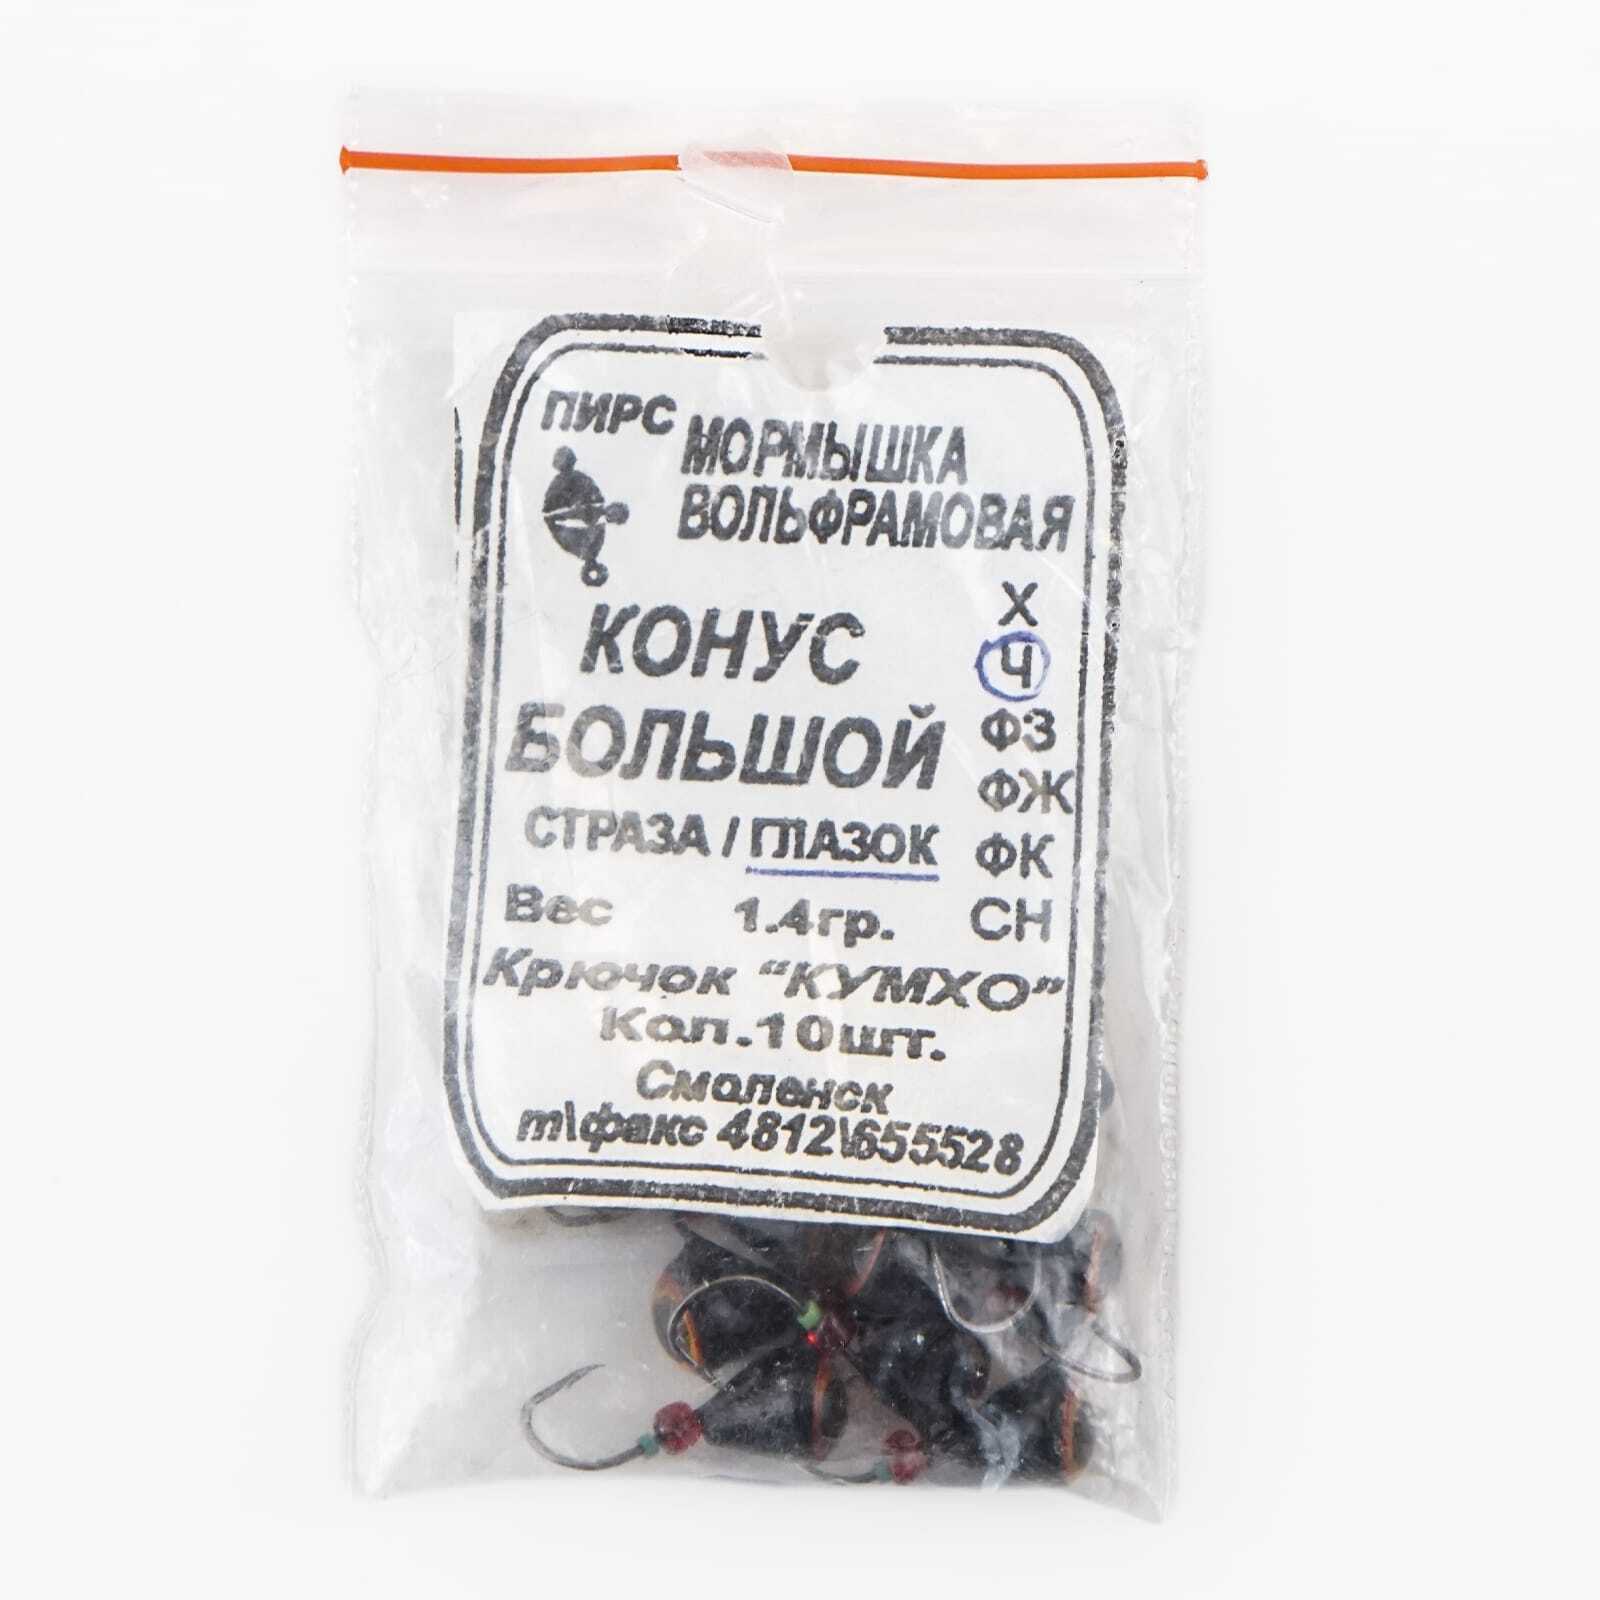 ПИРС
МОРМЫШКА
ВОЛЬФРАМОВАЯ
КОНУС
БОЛЬШОЙ
Х
Ч
ФЗ
ФЖ
ФК
СН
СТРАЗА / ГЛАЗОК
Вес 1.4гр.
Крючок “КУМХО”
Кол.10шт.
Смоленск
т\факс 4812\655528